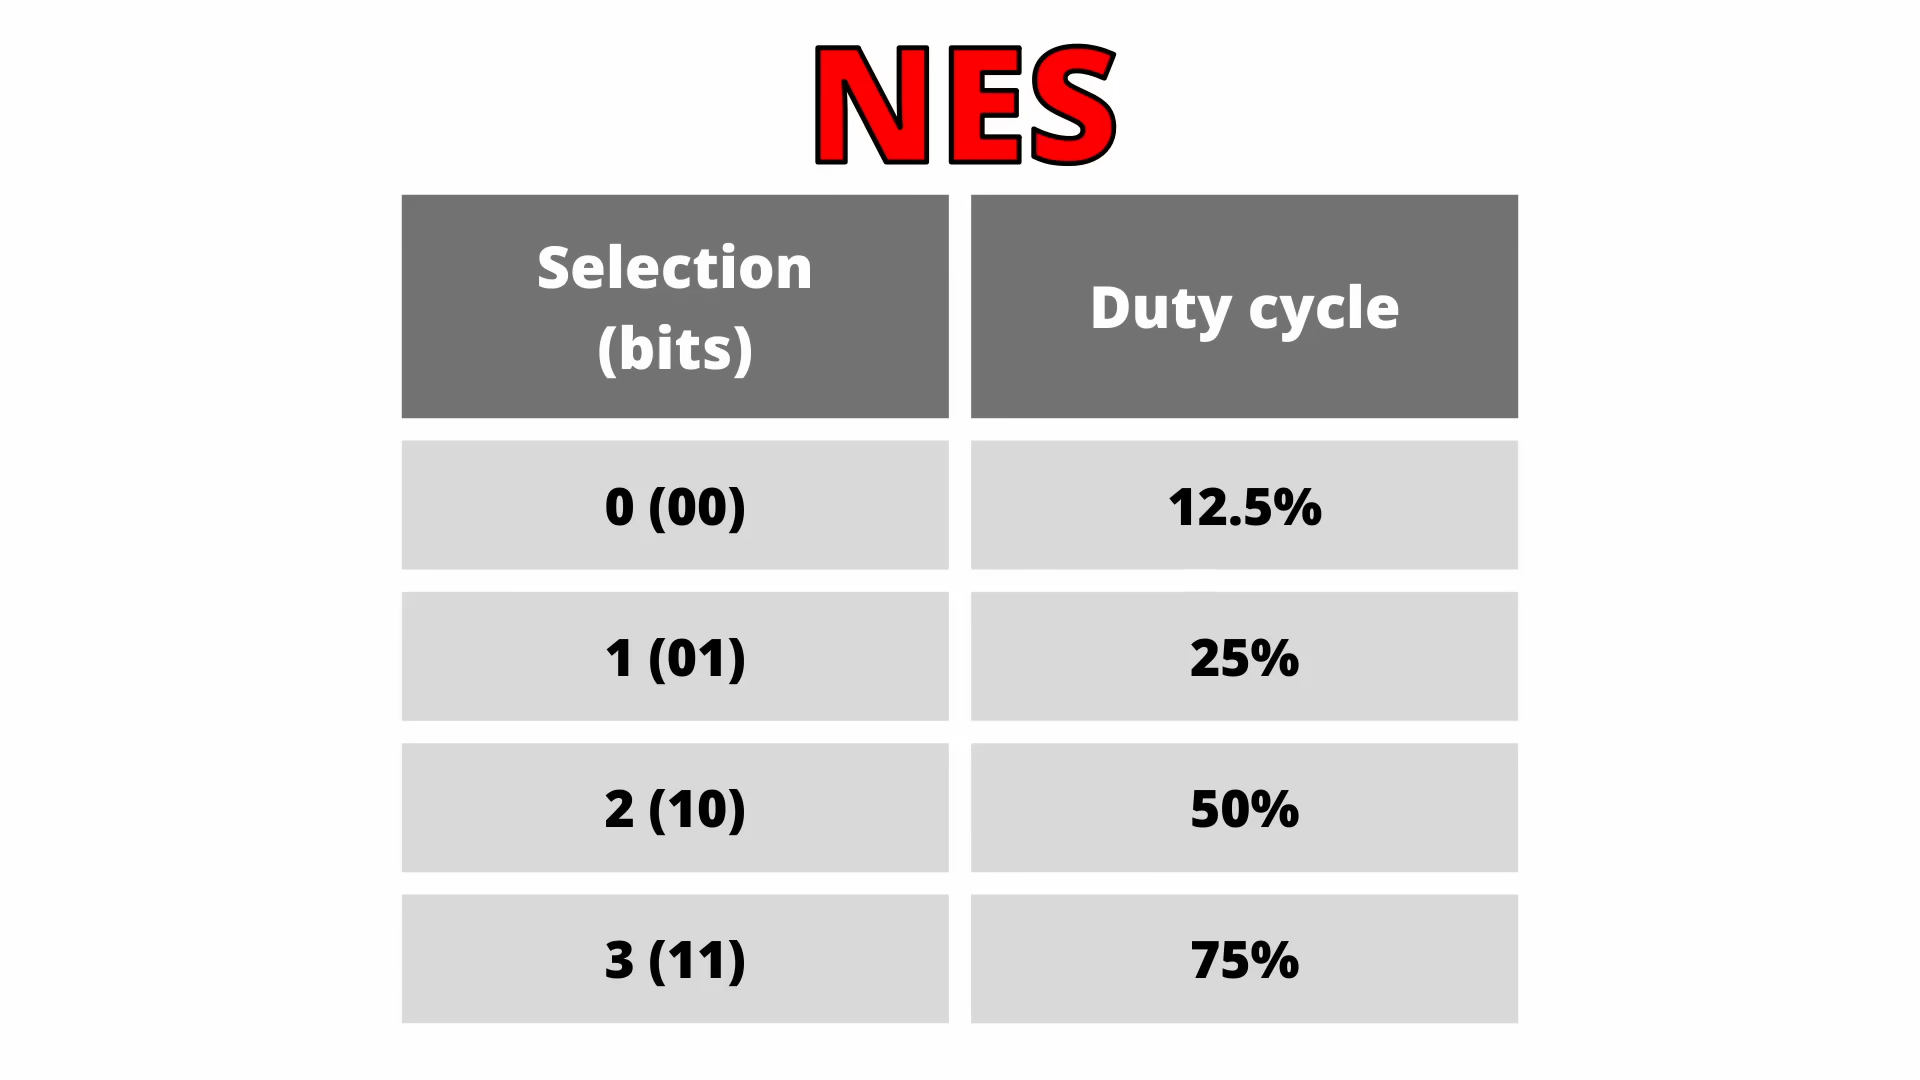 NES
Selection
(bits)
Duty cycle
0 (00)
12.5%
1 (01)
25%
2 (10)
50%
3 (11)
75%